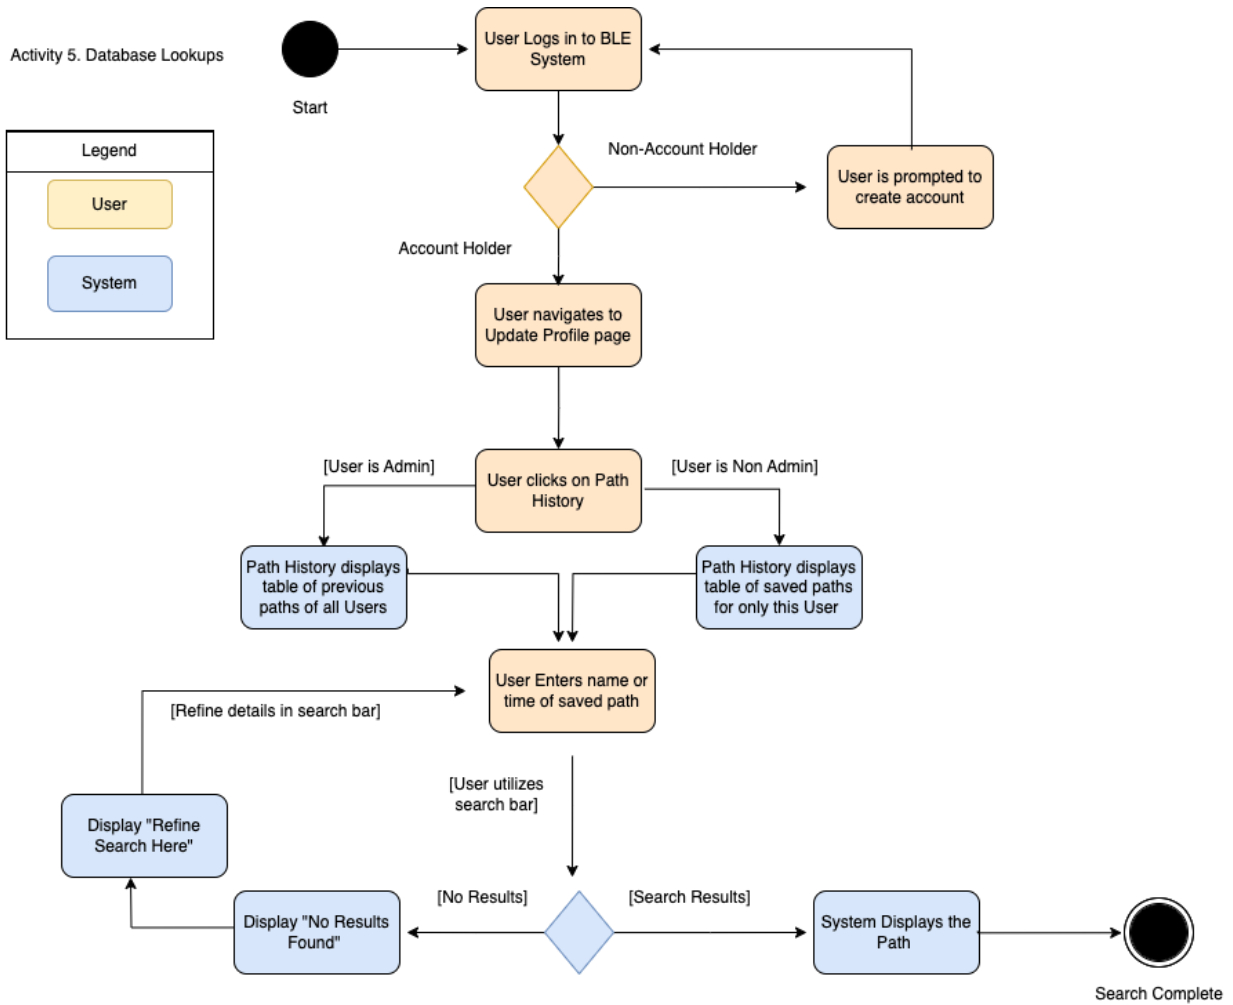 Activity 5. Database Lookups
Start
User Logs in to BLE
System
Legend
User
System
Non-Account Holder
User is prompted to
create account
Account Holder
User navigates to
Update Profile page
[User is Admin]
User clicks on Path
History
[User is Non Admin]
Path History displays
table of previous
paths of all Users
Path History displays
table of saved paths
for only this User
User Enters name or
time of saved path
[Refine details in search bar]
[User utilizes
search bar]
Display "Refine
Search Here"
[No Results]
[Search Results]
Display "No Results
Found"
System Displays the
Path
Search Complete